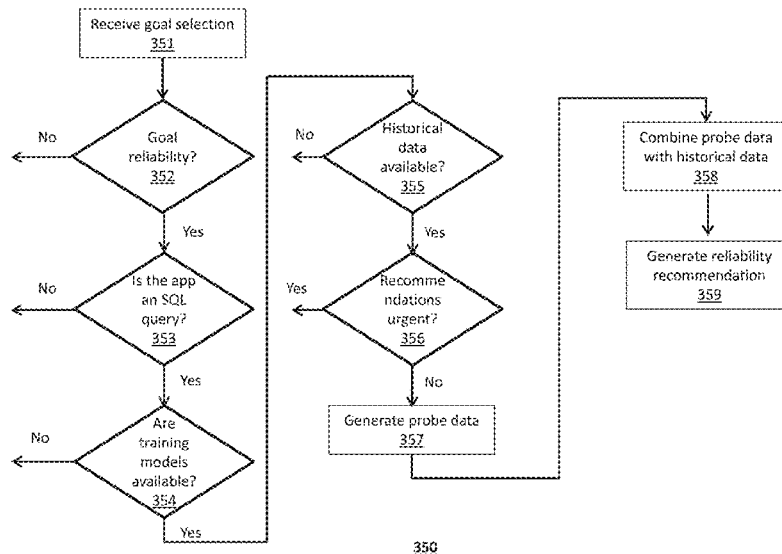 Receive goal selection
351
No
Goal
reliability?
352
Yes
No
Is the app
an SQL
query?
353
Yes
No
Are
training
models
available?
354
Yes
No
Historical
data
available?
355
Yes
Yes
Recomme
ndations
urgent?
356
No
Generate probe data
357
Combine probe data
with historical data
358
Generate reliability
recommendation
359
350